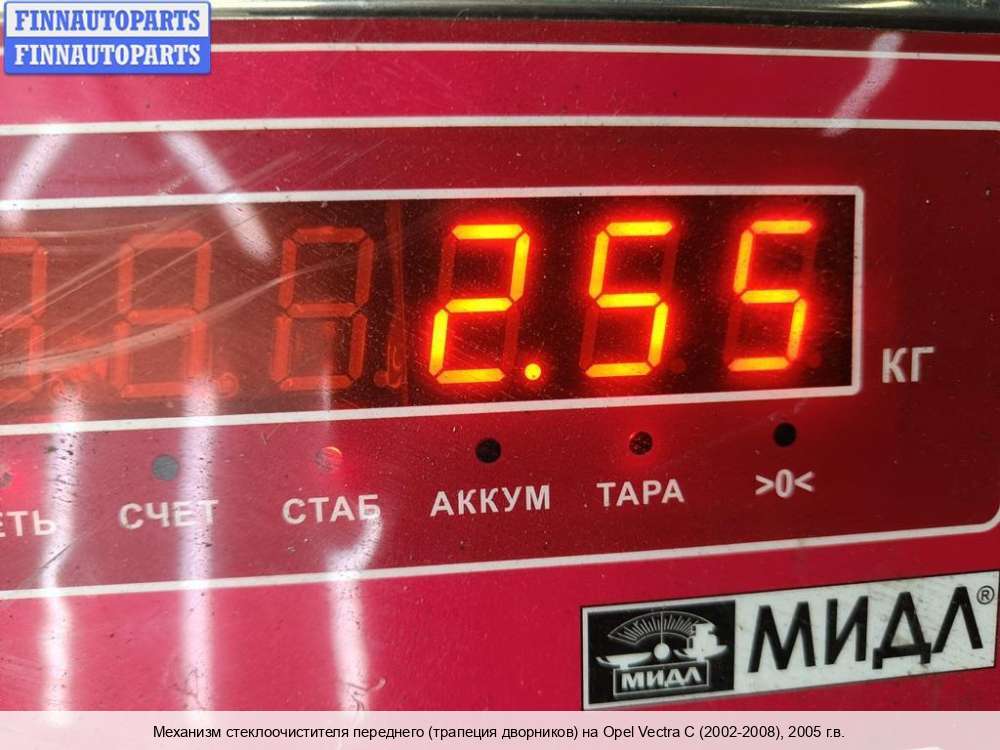 FINNAUTOPARTS
FINNAUTOPARTS
2.55
КГ
СЧЕТ СТАБ АККУМ ТАРА >0<
МИДЛ МИДЛ®
Механизм стеклоочистителя переднего (трапеция дворников) на Opel Vectra C (2002-2008), 2005 г.в.